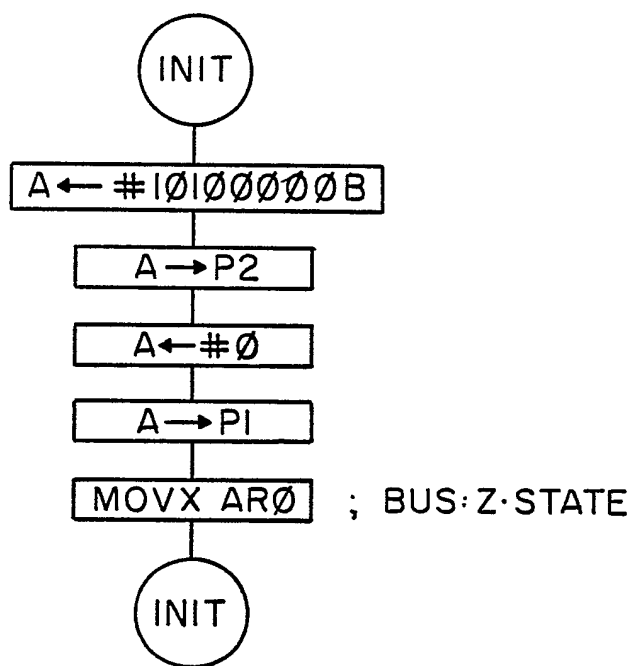 INIT
A ← #1Ø1ØØØØØB
A → P2
A ← #Ø
A → P1
MOVX ARØ ; BUS: Z·STATE
INIT